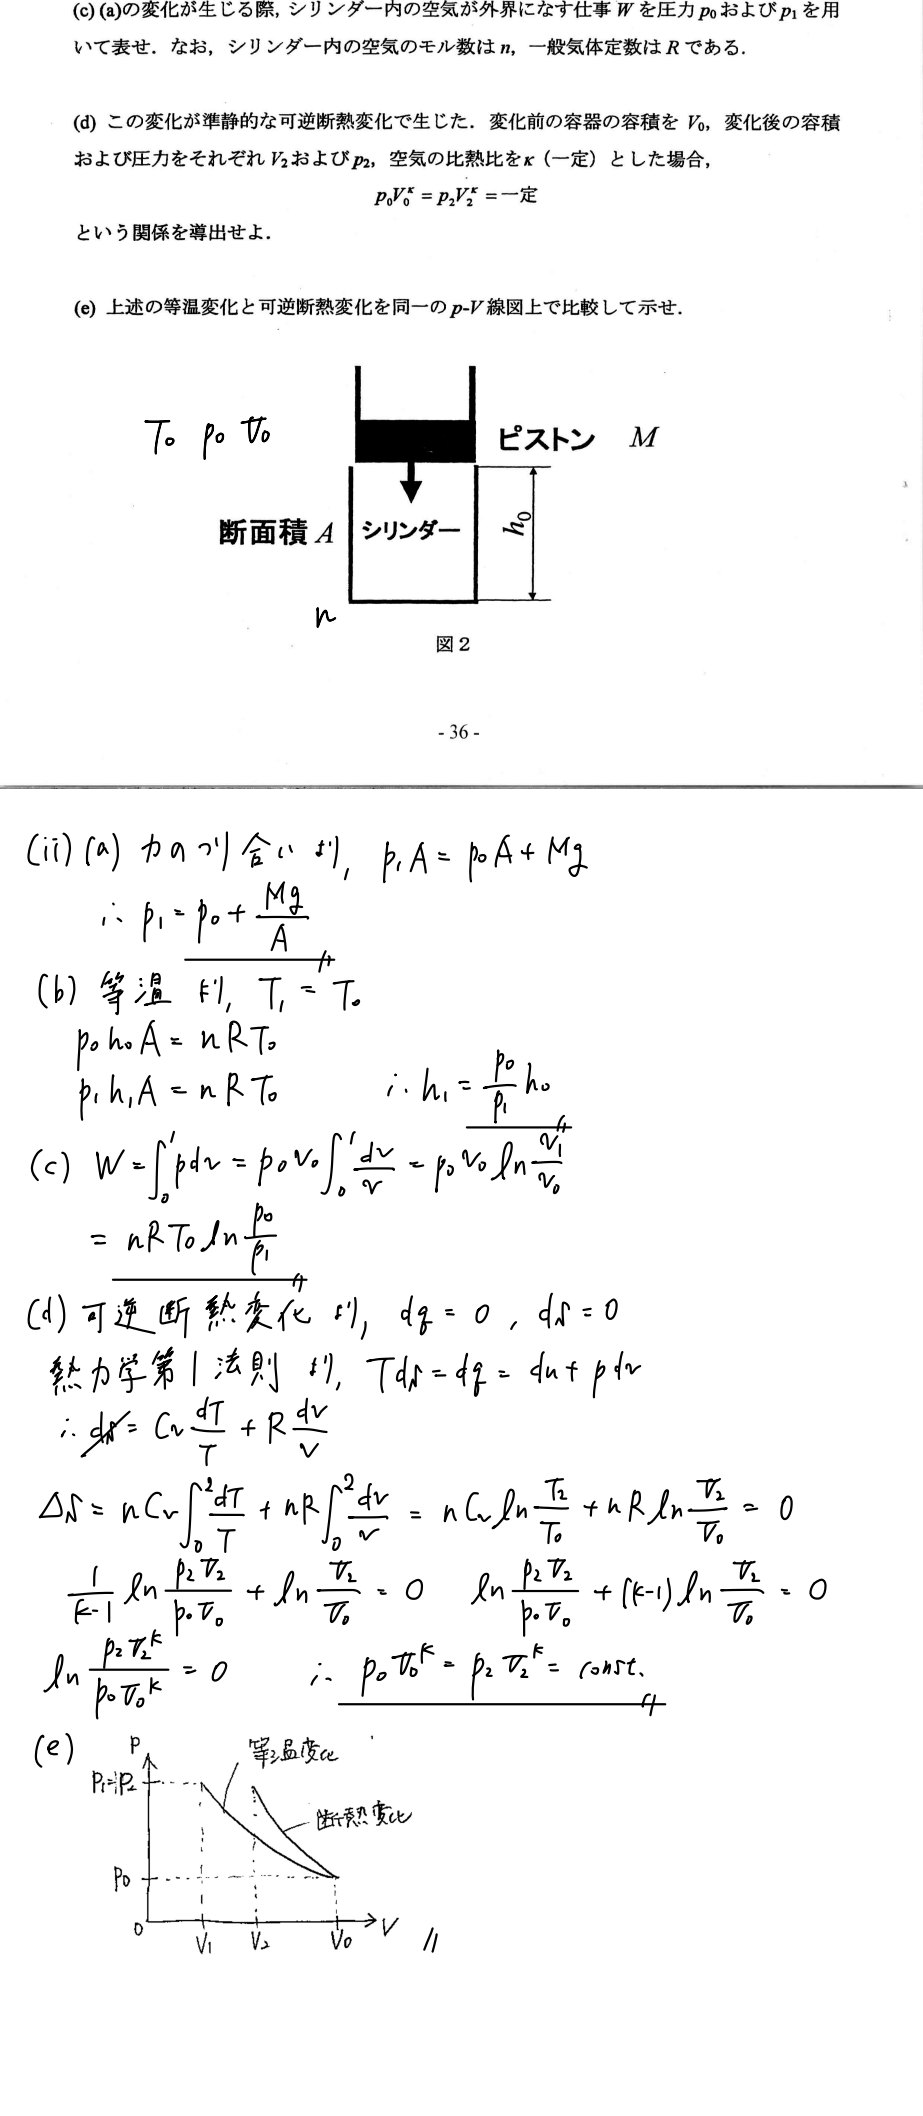 (c) (a)の変化が生じる際, シリンダー内の空気が外界になす仕事 W を圧力 p₀ および p₁ を用
いて表せ. なお, シリンダー内の空気のモル数は n, 一般気体定数は R である.
(d) この変化が準静的な可逆断熱変化で生じた. 変化前の容器の容積を V₀, 変化後の容積
および圧力をそれぞれ V₂ および p₂, 空気の比熱比を κ (一定) とした場合,
p₀V₀^κ = p₂V₂^κ = 一定
という関係を導出せよ.
(e) 上述の等温変化と可逆断熱変化を同一の p-V 線図上で比較して示せ.
T₀ p₀ V₀
ピストン M
断面積 A シリンダー h₀
n
図2
- 36 -
(ii) (a) 力のつり合いより, p₁A = p₀A + Mg
∴ p₁ = p₀ + Mg/A
(b) 等温より, T₁ = T₀
p₀h₀A = nRT₀
p₁h₁A = nRT₀ ∴ h₁ = p₀/p₁ h₀
(c) W = ∫₀¹ pdv = p₀v₀ ∫₀¹ dv/v = p₀v₀ ln v₁/v₀
= nRT₀ ln p₀/p₁
(d) 可逆断熱変化より, dq = 0, ds = 0
熱力学第1法則より, Tds = dq = du + pdv
∴ ds = Cv dT/T + R dv/v
Δs = nCv ∫₀² dT/T + nR ∫₀² dv/v = nCv ln T₂/T₀ + nR ln V₂/V₀ = 0
1/(κ-1) ln p₂V₂/p₀V₀ + ln V₂/V₀ = 0 ln p₂V₂/p₀V₀ + (κ-1) ln V₂/V₀ = 0
ln p₂V₂^κ/p₀V₀^κ = 0 ∴ p₀V₀^κ = p₂V₂^κ = const.
(e) P 等温変化
P₁=P₂
断熱変化
P₀
0 V₁ V₂ V₀ V